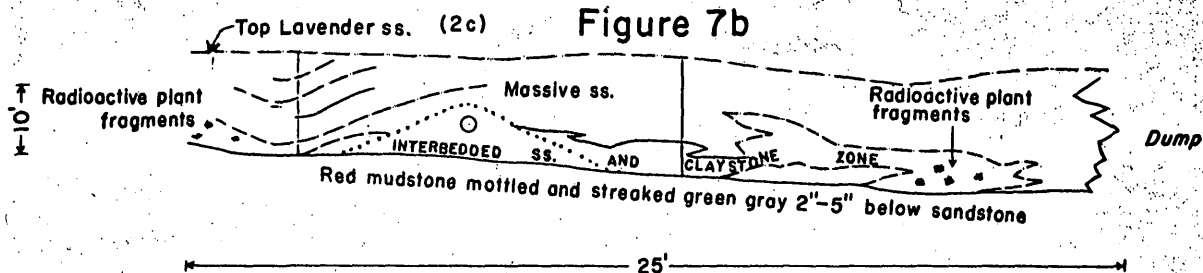 Figure 7b
Top Lavender ss. (2c)
10'
Radioactive plant
fragments
Massive ss.
Radioactive plant
fragments
Dump
INTERBEDDED SS. AND CLAYSTONE ZONE
Red mudstone mottled and streaked green gray 2"-5" below sandstone
25'